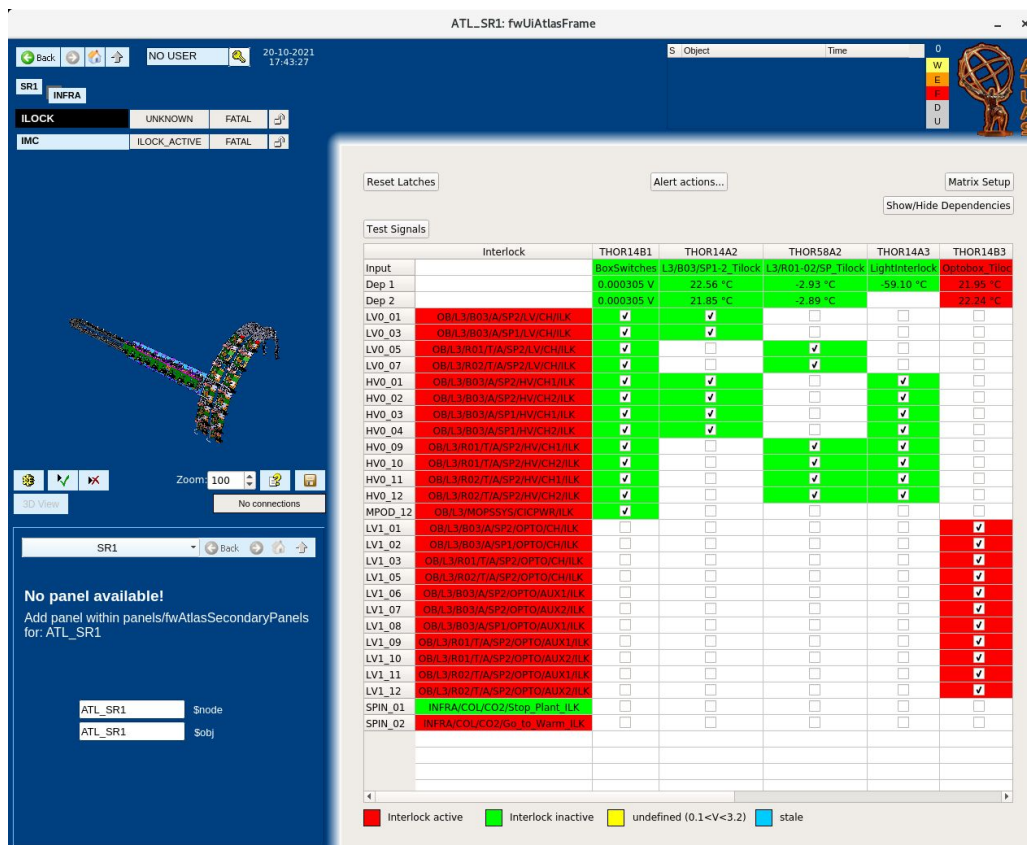 ATL_SR1: fwUiAtlasFrame
Back NO USER 20-10-2021 17:43:27
S Object Time 0
W
E
F
D
U
SR1 INFRA
ILOCK UNKNOWN FATAL
IMC ILOCK_ACTIVE FATAL
Reset Latches Alert actions... Matrix Setup
Show/Hide Dependencies
Test Signals
Interlock THOR14B1 THOR14A2 THOR58A2 THOR14A3 THOR14B3
Input BoxSwitches L3/B03/SP1-2_Tilock L3/R01-02/SP_Tilock LightInterlock Optobox_Tiloc
Dep 1 0.000305 V 22.56 °C -2.93 °C -59.10 °C 21.95 °C
Dep 2 0.000305 V 21.85 °C -2.89 °C 22.24 °C
LV0_01 OB/L3/B03/A/SP2/LV/CH/ILK
LV0_03 OB/L3/B03/A/SP1/LV/CH/ILK
LV0_05 OB/L3/R01/T/A/SP2/LV/CH/ILK
LV0_07 OB/L3/R02/T/A/SP2/LV/CH/ILK
HV0_01 OB/L3/B03/A/SP2/HV/CH1/ILK
HV0_02 OB/L3/B03/A/SP2/HV/CH2/ILK
HV0_03 OB/L3/B03/A/SP1/HV/CH1/ILK
HV0_04 OB/L3/B03/A/SP1/HV/CH2/ILK
HV0_09 OB/L3/R01/T/A/SP2/HV/CH1/ILK
HV0_10 OB/L3/R01/T/A/SP2/HV/CH2/ILK
HV0_11 OB/L3/R02/T/A/SP2/HV/CH1/ILK
HV0_12 OB/L3/R02/T/A/SP2/HV/CH2/ILK
MPOD_12 OB/L3/MOPSSYS/CICPWR/ILK
LV1_01 OB/L3/B03/A/SP2/OPTO/CH/ILK
LV1_02 OB/L3/B03/A/SP1/OPTO/CH/ILK
LV1_03 OB/L3/R01/T/A/SP2/OPTO/CH/ILK
LV1_05 OB/L3/R02/T/A/SP2/OPTO/CH/ILK
LV1_06 OB/L3/B03/A/SP2/OPTO/AUX1/ILK
LV1_07 OB/L3/B03/A/SP2/OPTO/AUX2/ILK
LV1_08 OB/L3/B03/A/SP1/OPTO/AUX1/ILK
LV1_09 OB/L3/R01/T/A/SP2/OPTO/AUX1/ILK
LV1_10 OB/L3/R01/T/A/SP2/OPTO/AUX2/ILK
LV1_11 OB/L3/R02/T/A/SP2/OPTO/AUX1/ILK
LV1_12 OB/L3/R02/T/A/SP2/OPTO/AUX2/ILK
SPIN_01 INFRA/COL/CO2/Stop_Plant_ILK
SPIN_02 INFRA/COL/CO2/Go_to_Warm_ILK
Interlock active Interlock inactive undefined (0.1<V<3.2) stale
Zoom: 100
3D View No connections
SR1 Back
No panel available!
Add panel within panels/fwAtlasSecondaryPanels
for: ATL_SR1
ATL_SR1 $node
ATL_SR1 $obj